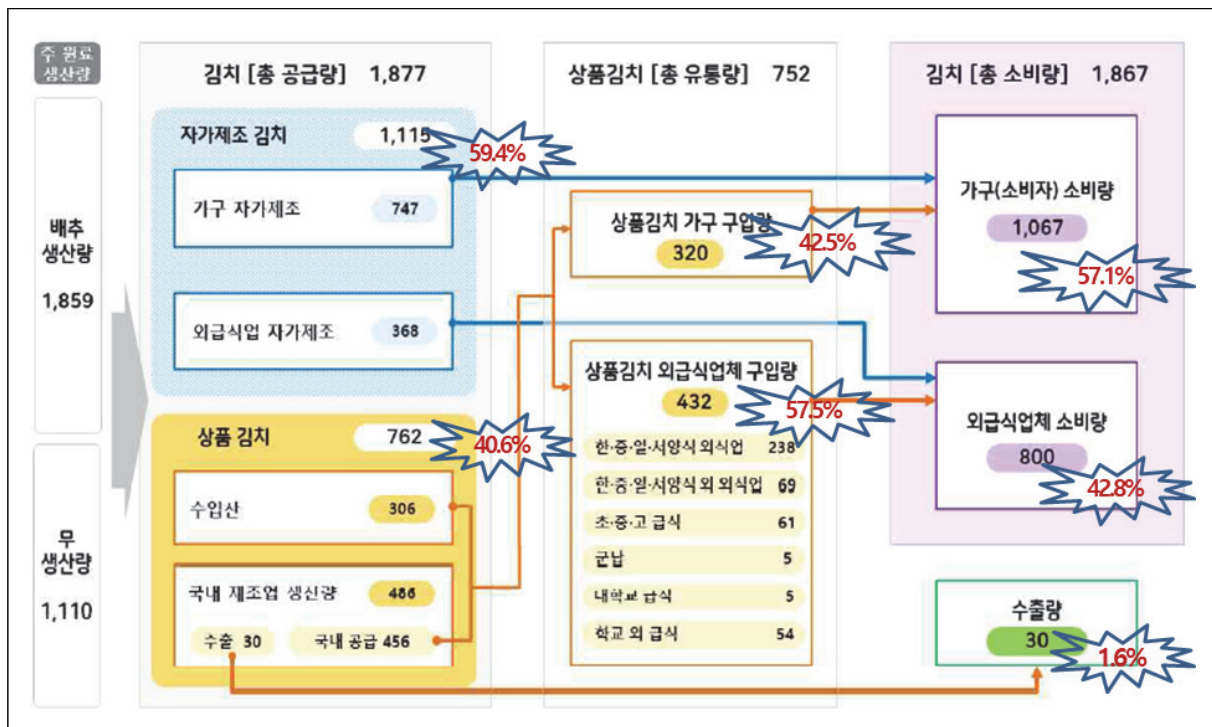 주 원료
생산량
배추
생산량
1,859
무
생산량
1,110
김치 [총 공급량] 1,877
자가제조 김치 1,115
59.4%
가구 자가제조 747
외급식업 자가제조 368
상품 김치 762
40.6%
수입산 306
국내 제조업 생산량 486
수출 30 국내 공급 456
상품김치 [총 유통량] 752
상품김치 가구 구입량
320
42.5%
상품김치 외급식업체 구입량
432
57.5%
한·중·일·서양식 외식업 238
한·중·일·서양식 외 외식업 69
초·중·고 급식 61
군납 5
대학교 급식 5
학교 외 급식 54
김치 [총 소비량] 1,867
가구(소비자) 소비량
1,067
57.1%
외급식업체 소비량
800
42.8%
수출량
30
1.6%